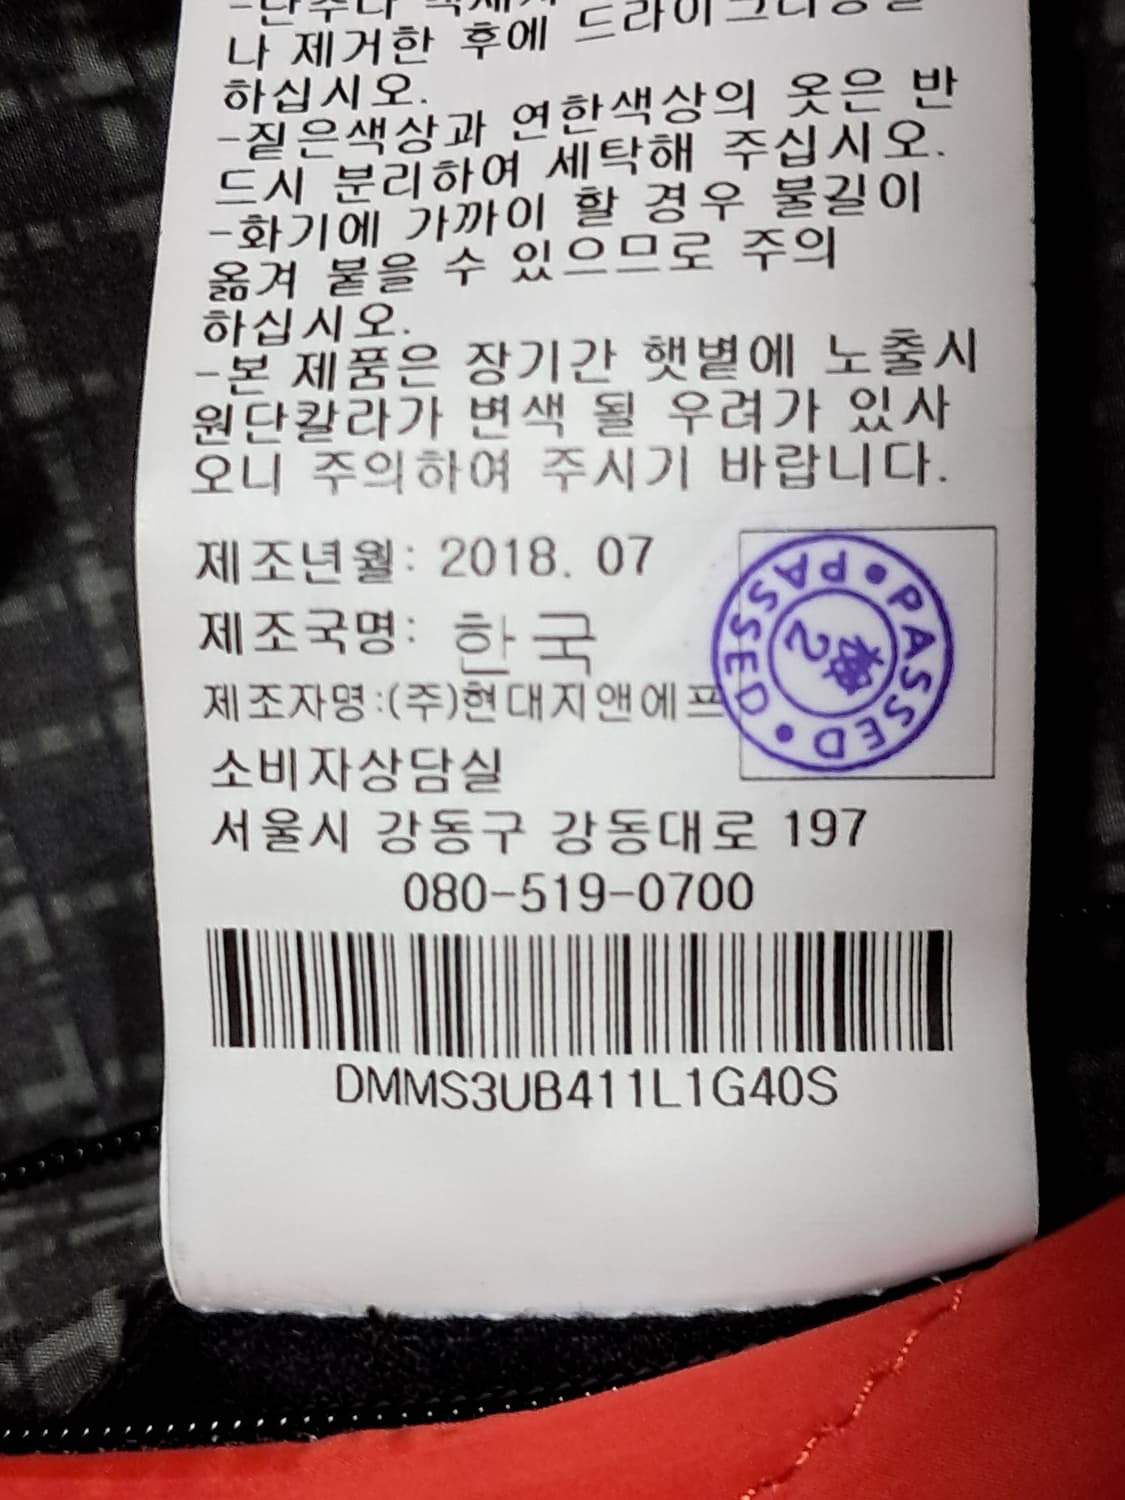 나 제거한 후에 드라이크리닝을
하십시오.
-짙은색상과 연한색상의 옷은 반
드시 분리하여 세탁해 주십시오.
-화기에 가까이 할 경우 불길이
옮겨 붙을 수 있으므로 주의
하십시오.
-본 제품은 장기간 햇볕에 노출시
원단칼라가 변색 될 우려가 있사
오니 주의하여 주시기 바랍니다.
제조년월: 2018. 07
제조국명: 한국
제조자명:(주)현대지앤에프
PASSED • PASSED •
2
소비자상담실
서울시 강동구 강동대로 197
080-519-0700
DMMS3UB411L1G40S